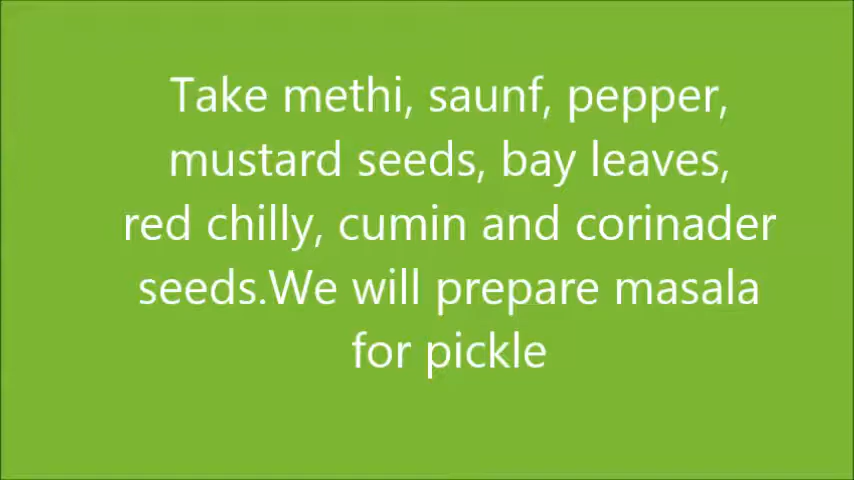 Take methi, saunf, pepper,
mustard seeds, bay leaves,
red chilly, cumin and corinader
seeds.We will prepare masala
for pickle